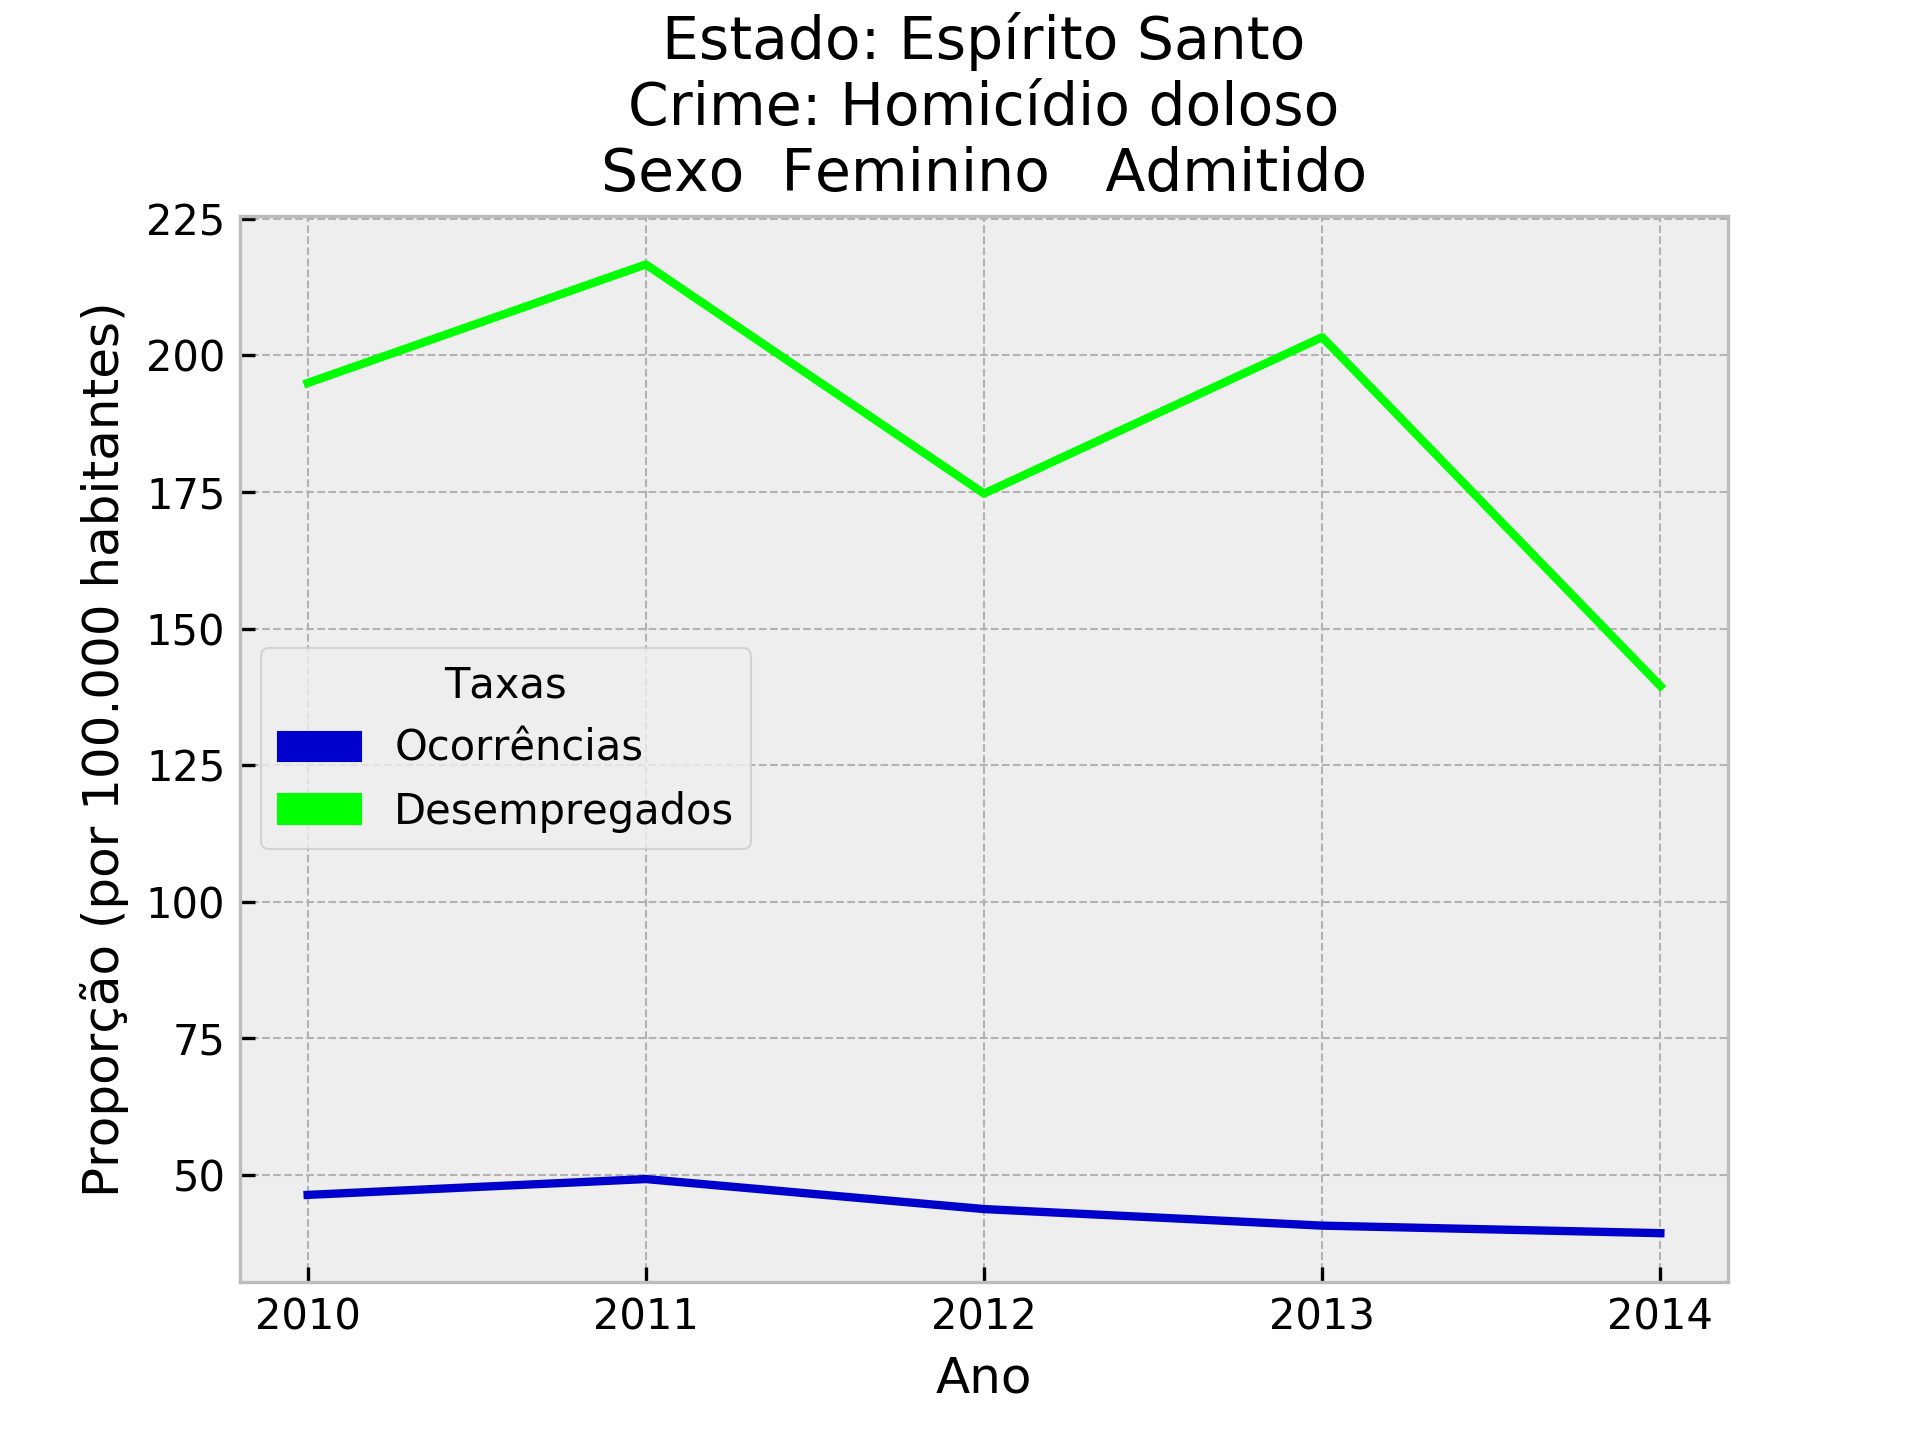 Estado: Espírito Santo
Crime: Homicídio doloso
Sexo  Feminino   Admitido
Proporção (por 100.000 habitantes)
225
200
175
150
125
100
75
50
Taxas
Ocorrências
Desempregados
2010 2011 2012 2013 2014
Ano